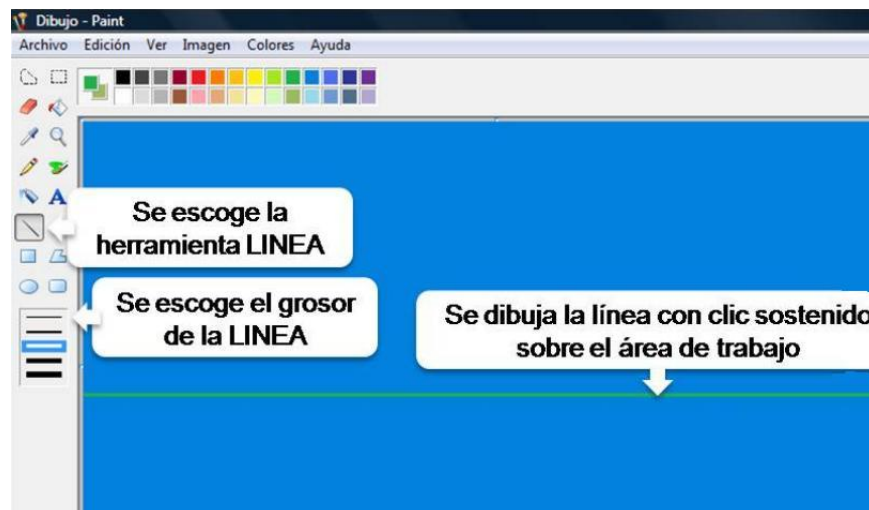 Dibujo - Paint
Archivo Edición Ver Imagen Colores Ayuda
A
Se escoge la
herramienta LINEA
Se escoge el grosor
de la LINEA
Se dibuja la línea con clic sostenido
sobre el área de trabajo